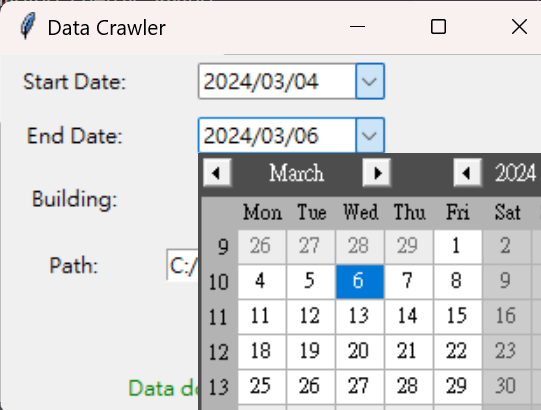 Data Crawler
Start Date: 2024/03/04
End Date: 2024/03/06
March 2024
Mon Tue Wed Thu Fri Sat
9 26 27 28 29 1 2
10 4 5 6 7 8 9
11 11 12 13 14 15 16
12 18 19 20 21 22 23
13 25 26 27 28 29 30
Building:
Path: C:/
Data do